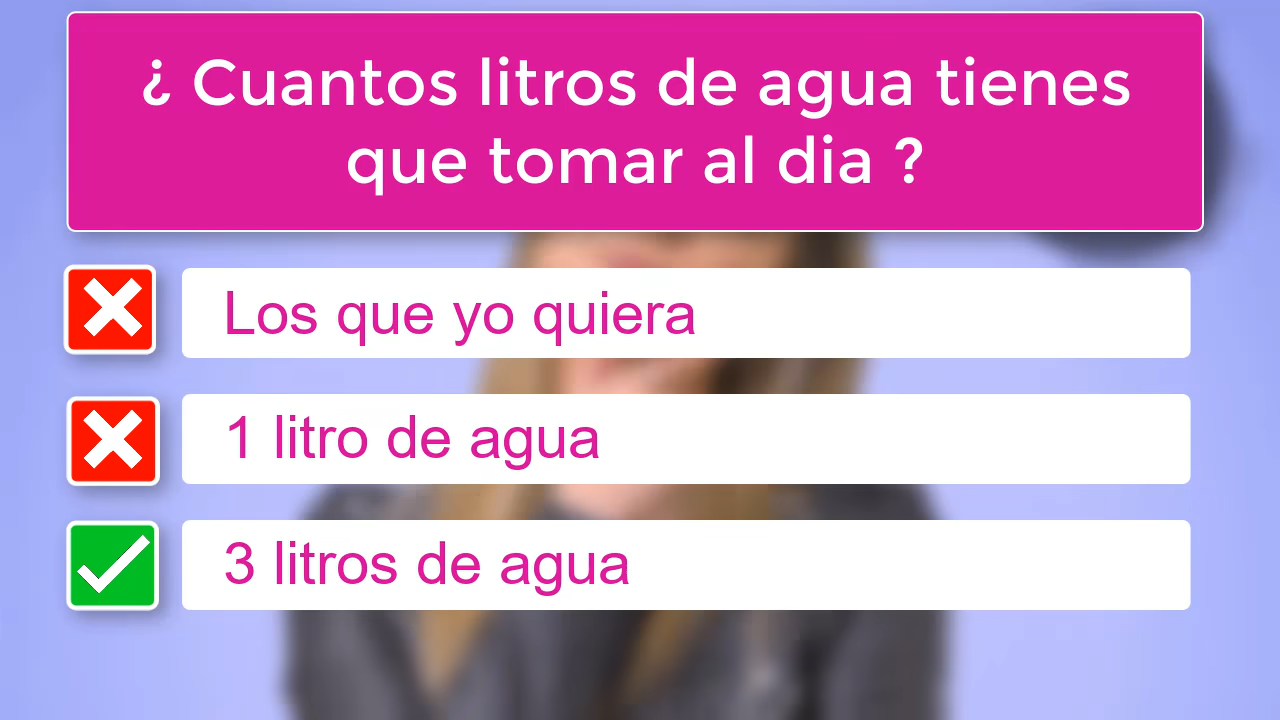 ¿ Cuantos litros de agua tienes
que tomar al dia ?
Los que yo quiera
1 litro de agua
3 litros de agua